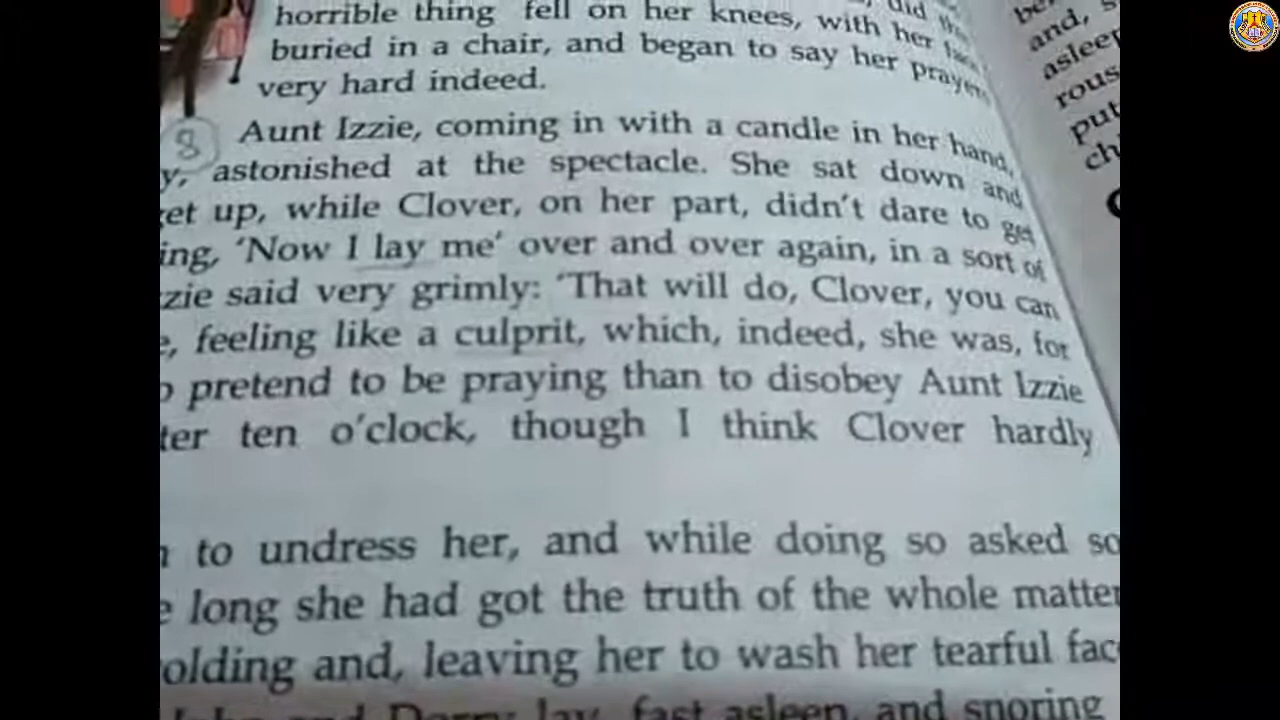 did the
horrible thing fell on her knees, with her face
buried in a chair, and began to say her prayers
very hard indeed.
8
Aunt Izzie, coming in with a candle in her hand,
y, astonished at the spectacle. She sat down and
get up, while Clover, on her part, didn't dare to get
ing, 'Now I lay me' over and over again, in a sort of
zzie said very grimly: 'That will do, Clover, you can
e, feeling like a culprit, which, indeed, she was, for
o pretend to be praying than to disobey Aunt Izzie
ter ten o'clock, though I think Clover hardly
n to undress her, and while doing so asked so
e long she had got the truth of the whole matter
olding and, leaving her to wash her tearful fac
John and Dorry lay, fast asleep, and snoring
be
and, s
asleep
rous
put
ch